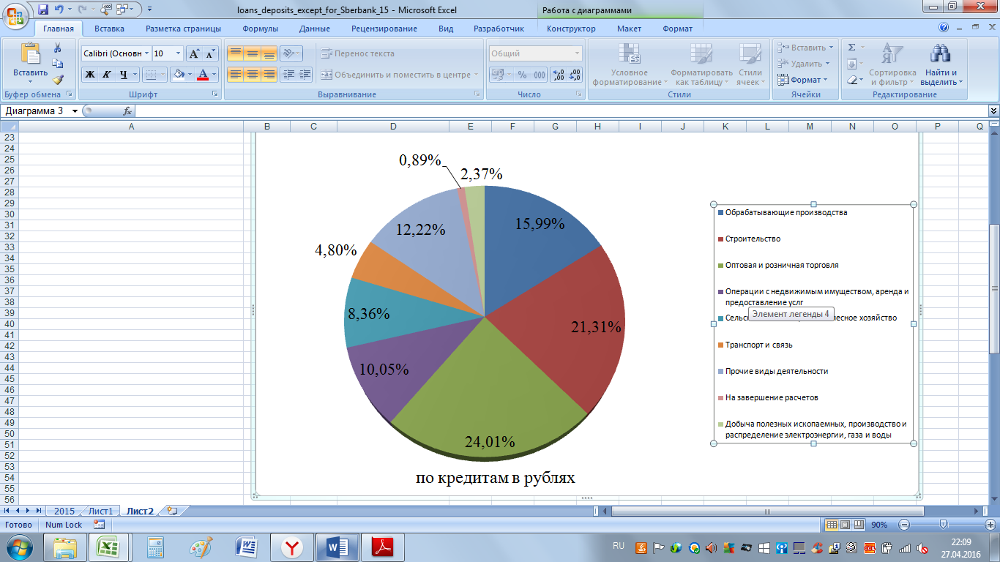 loans_deposits_except_for_Sberbank_15 - Microsoft Excel
Работа с диаграммами
Главная Вставка Разметка страницы Формулы Данные Рецензирование Вид Разработчик Конструктор Макет Формат
Calibri (Основн 10
Перенос текста
Общий
Вставить
Ж К Ч А
Объединить и поместить в центре
% 000
Условное форматирование
Форматировать как таблицу
Стили ячеек
Вставить
Удалить
Формат
Σ
Сортировка и фильтр
Найти и выделить
Буфер обмена Шрифт Выравнивание Число Стили Ячейки Редактирование
Диаграмма 3 fx
A B C D E F G H I J K L M N O P Q
23
24
25
26
27
28
29
30
31
32
33
34
35
36
37
38
39
40
41
42
43
44
45
46
47
48
49
50
51
52
53
54
55
56
0,89%
2,37%
15,99%
12,22%
4,80%
8,36%
21,31%
10,05%
24,01%
по кредитам в рублях
Обрабатывающие производства
Строительство
Оптовая и розничная торговля
Операции с недвижимым имуществом, аренда и
предоставление услг
Элемент легенды 4
лесное хозяйство
Транспорт и связь
Прочие виды деятельности
На завершение расчетов
Добыча полезных ископаемных, производство и
распределение электроэнергии, газа и воды
2015 Лист1 Лист2
Готово Num Lock 90%
RU
22:09
27.04.2016